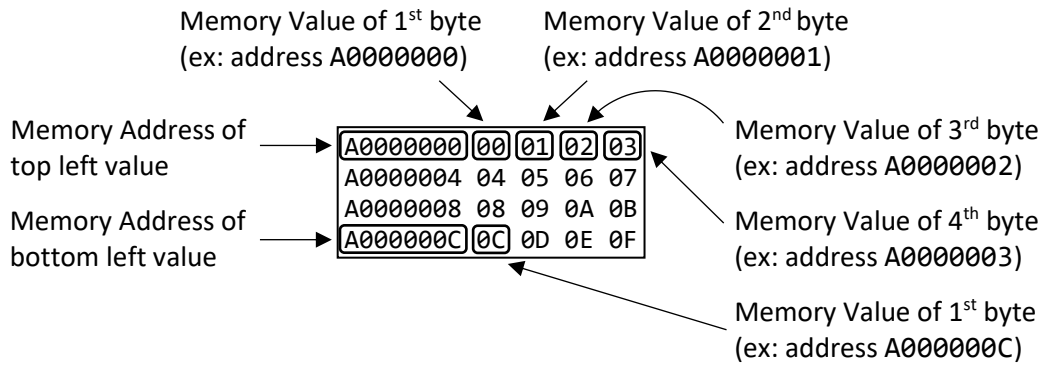 Memory Value of 1st byte
(ex: address A0000000)
Memory Value of 2nd byte
(ex: address A0000001)
Memory Address of
top left value
A0000000 00 01 02 03
A0000004 04 05 06 07
A0000008 08 09 0A 0B
A000000C 0C 0D 0E 0F
Memory Value of 3rd byte
(ex: address A0000002)
Memory Address of
bottom left value
Memory Value of 4th byte
(ex: address A0000003)
Memory Value of 1st byte
(ex: address A000000C)